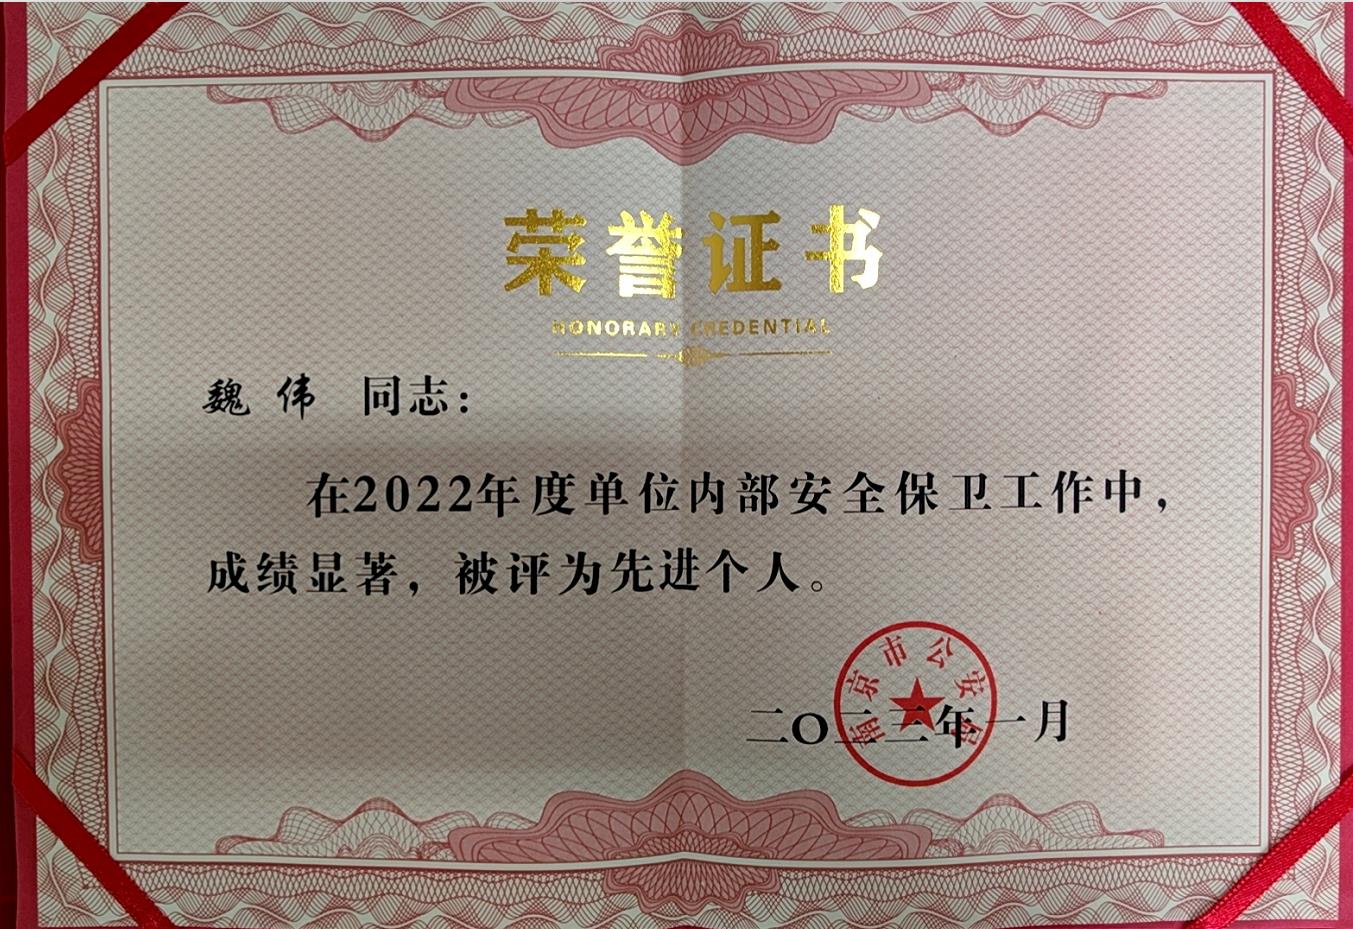 荣誉证书
HONORARY CREDENTIAL
魏 伟 同志：
在2022年度单位内部安全保卫工作中，
成绩显著，被评为先进个人。
南京市公安局
二〇二三年一月